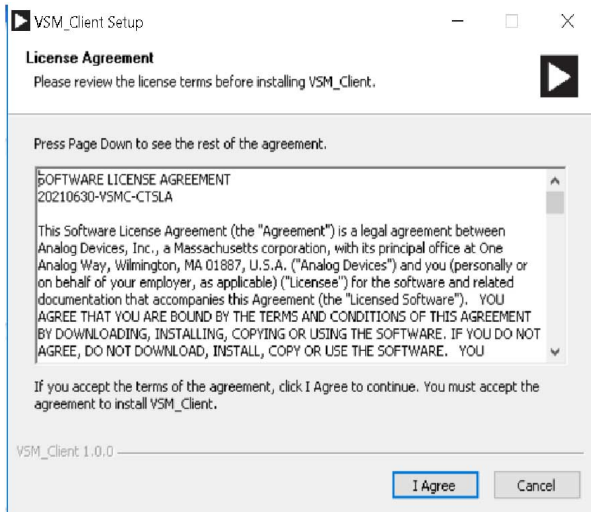 VSM_Client Setup
License Agreement
Please review the license terms before installing VSM_Client.
Press Page Down to see the rest of the agreement.
SOFTWARE LICENSE AGREEMENT
20210630-VSMC-CTSLA
This Software License Agreement (the "Agreement") is a legal agreement between
Analog Devices, Inc., a Massachusetts corporation, with its principal office at One
Analog Way, Wilmington, MA 01887, U.S.A. ("Analog Devices") and you (personally or
on behalf of your employer, as applicable) ("Licensee") for the software and related
documentation that accompanies this Agreement (the "Licensed Software"). YOU
AGREE THAT YOU ARE BOUND BY THE TERMS AND CONDITIONS OF THIS AGREEMENT
BY DOWNLOADING, INSTALLING, COPYING OR USING THE SOFTWARE. IF YOU DO NOT
AGREE, DO NOT DOWNLOAD, INSTALL, COPY OR USE THE SOFTWARE. YOU
If you accept the terms of the agreement, click I Agree to continue. You must accept the
agreement to install VSM_Client.
VSM_Client 1.0.0
I Agree
Cancel